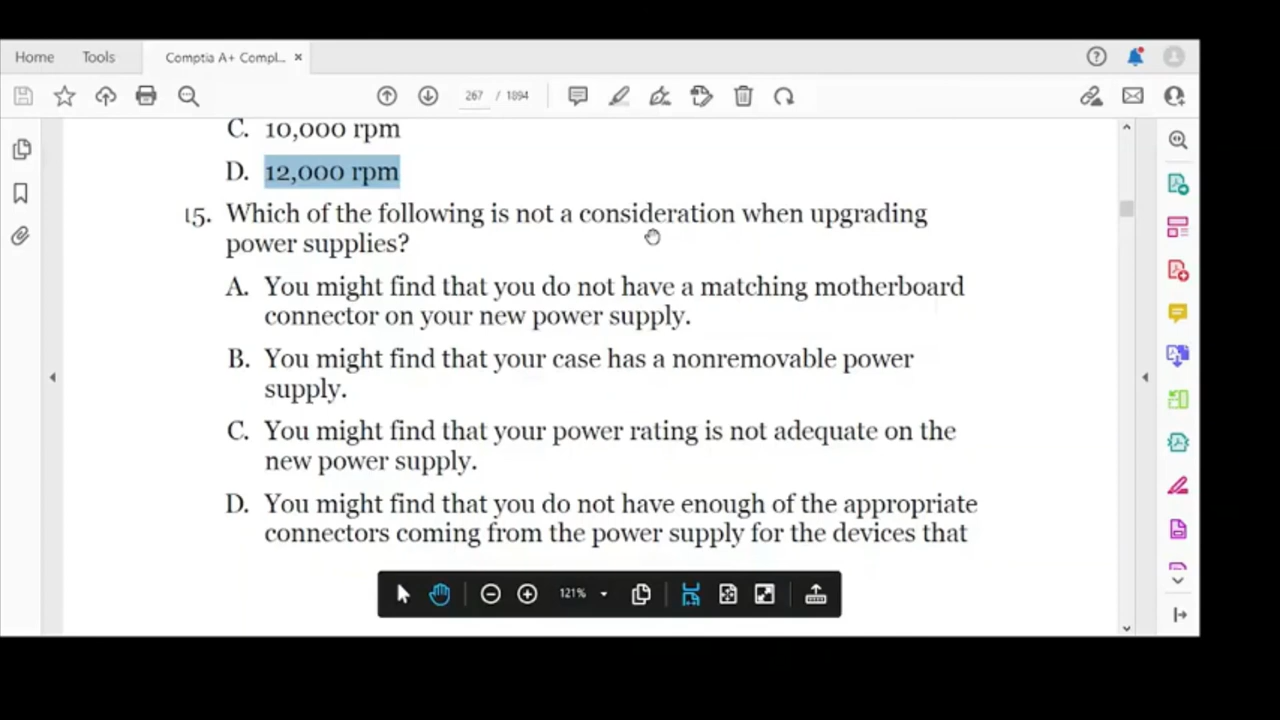 Home Tools Comptia A+ Compl... ×
267 / 1894
C. 10,000 rpm
D. 12,000 rpm
15. Which of the following is not a consideration when upgrading
power supplies?
A. You might find that you do not have a matching motherboard
connector on your new power supply.
B. You might find that your case has a nonremovable power
supply.
C. You might find that your power rating is not adequate on the
new power supply.
D. You might find that you do not have enough of the appropriate
connectors coming from the power supply for the devices that
121%